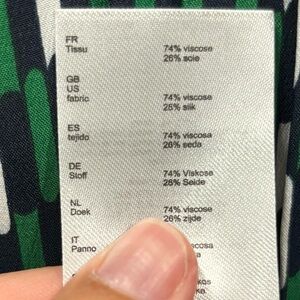 FR
Tissu 74% viscose
26% soie
GB
US
fabric 74% viscose
26% silk
ES
tejido 74% viscosa
26% seda
DE
Stoff 74% Viskose
26% Seide
NL
Doek 74% viscose
26% zijde
IT
Panno